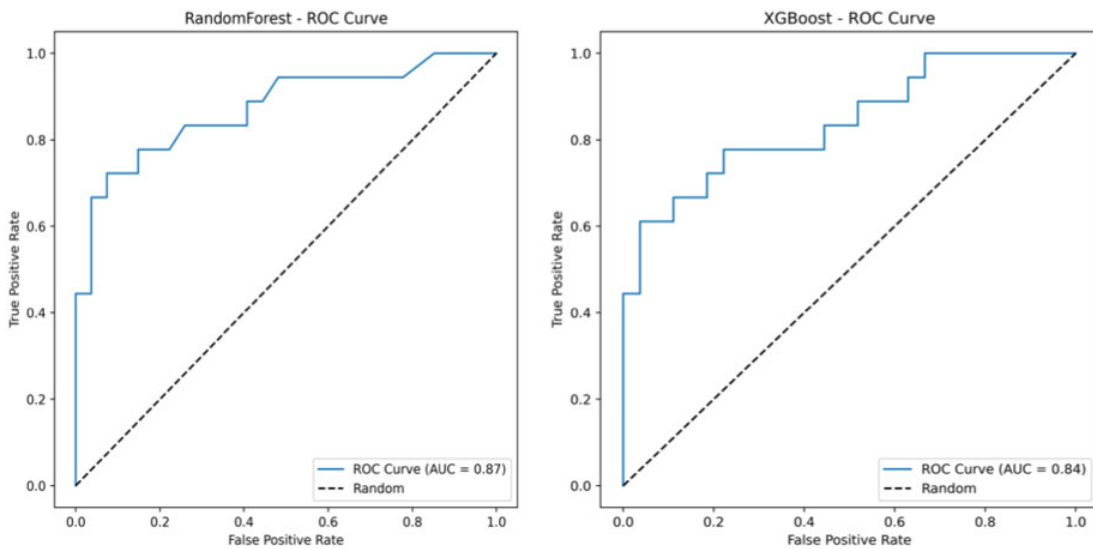 RandomForest - ROC Curve
True Positive Rate
1.0
0.8
0.6
0.4
0.2
0.0
ROC Curve (AUC = 0.87)
Random
0.0 0.2 0.4 0.6 0.8 1.0
False Positive Rate
XGBoost - ROC Curve
True Positive Rate
1.0
0.8
0.6
0.4
0.2
0.0
ROC Curve (AUC = 0.84)
Random
0.0 0.2 0.4 0.6 0.8 1.0
False Positive Rate